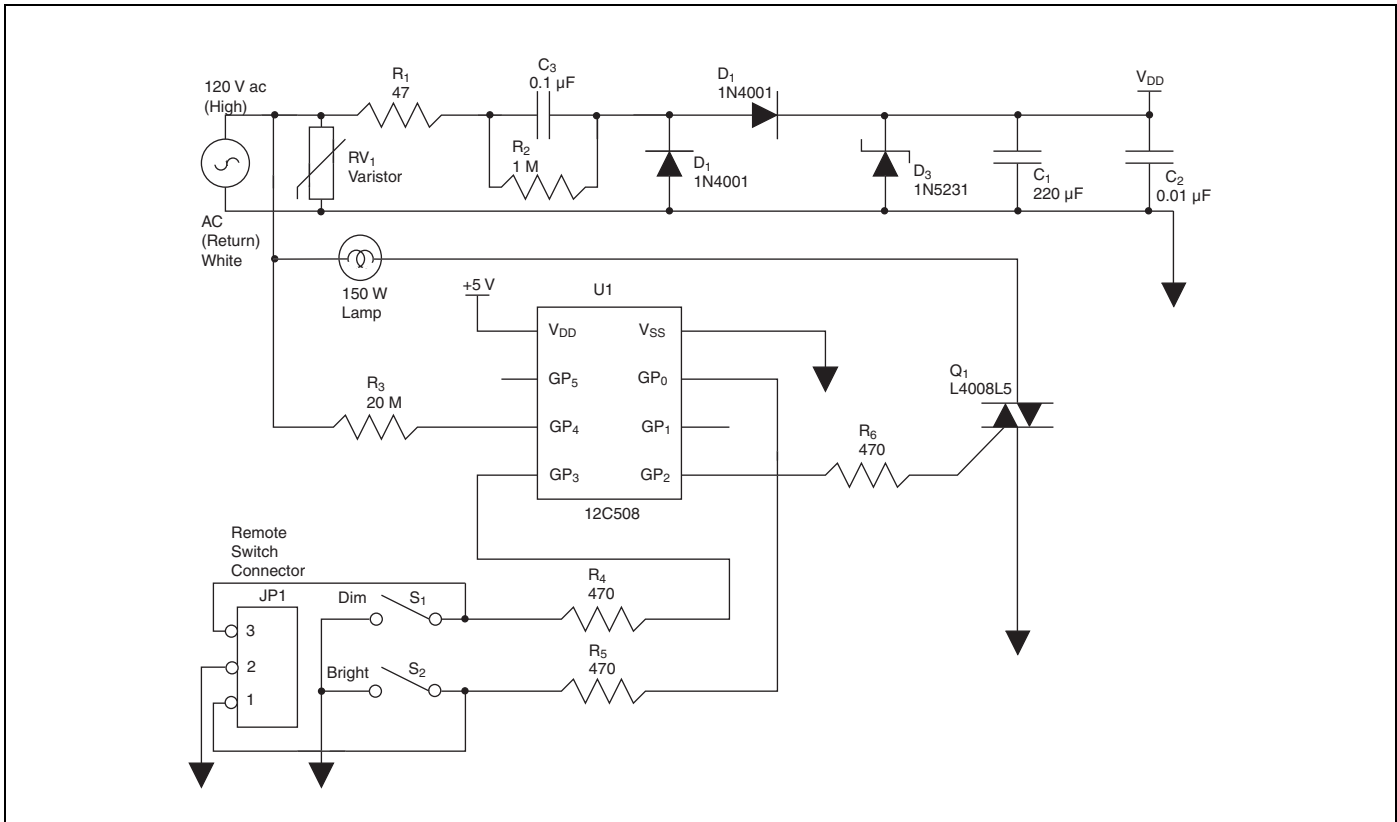 120 V ac
(High)
R1
47
C3
0.1 µF
R2
1 M
D1
1N4001
VDD
RV1
Varistor
D1
1N4001
D3
1N5231
C1
220 µF
C2
0.01 µF
AC
(Return)
White
150 W
Lamp
+5 V
U1
VDD
VSS
GP5
GP0
GP4
GP1
GP3
GP2
12C508
R3
20 M
Q1
L4008L5
R6
470
Remote
Switch
Connector
JP1
3
2
1
Dim
S1
R4
470
Bright
S2
R5
470